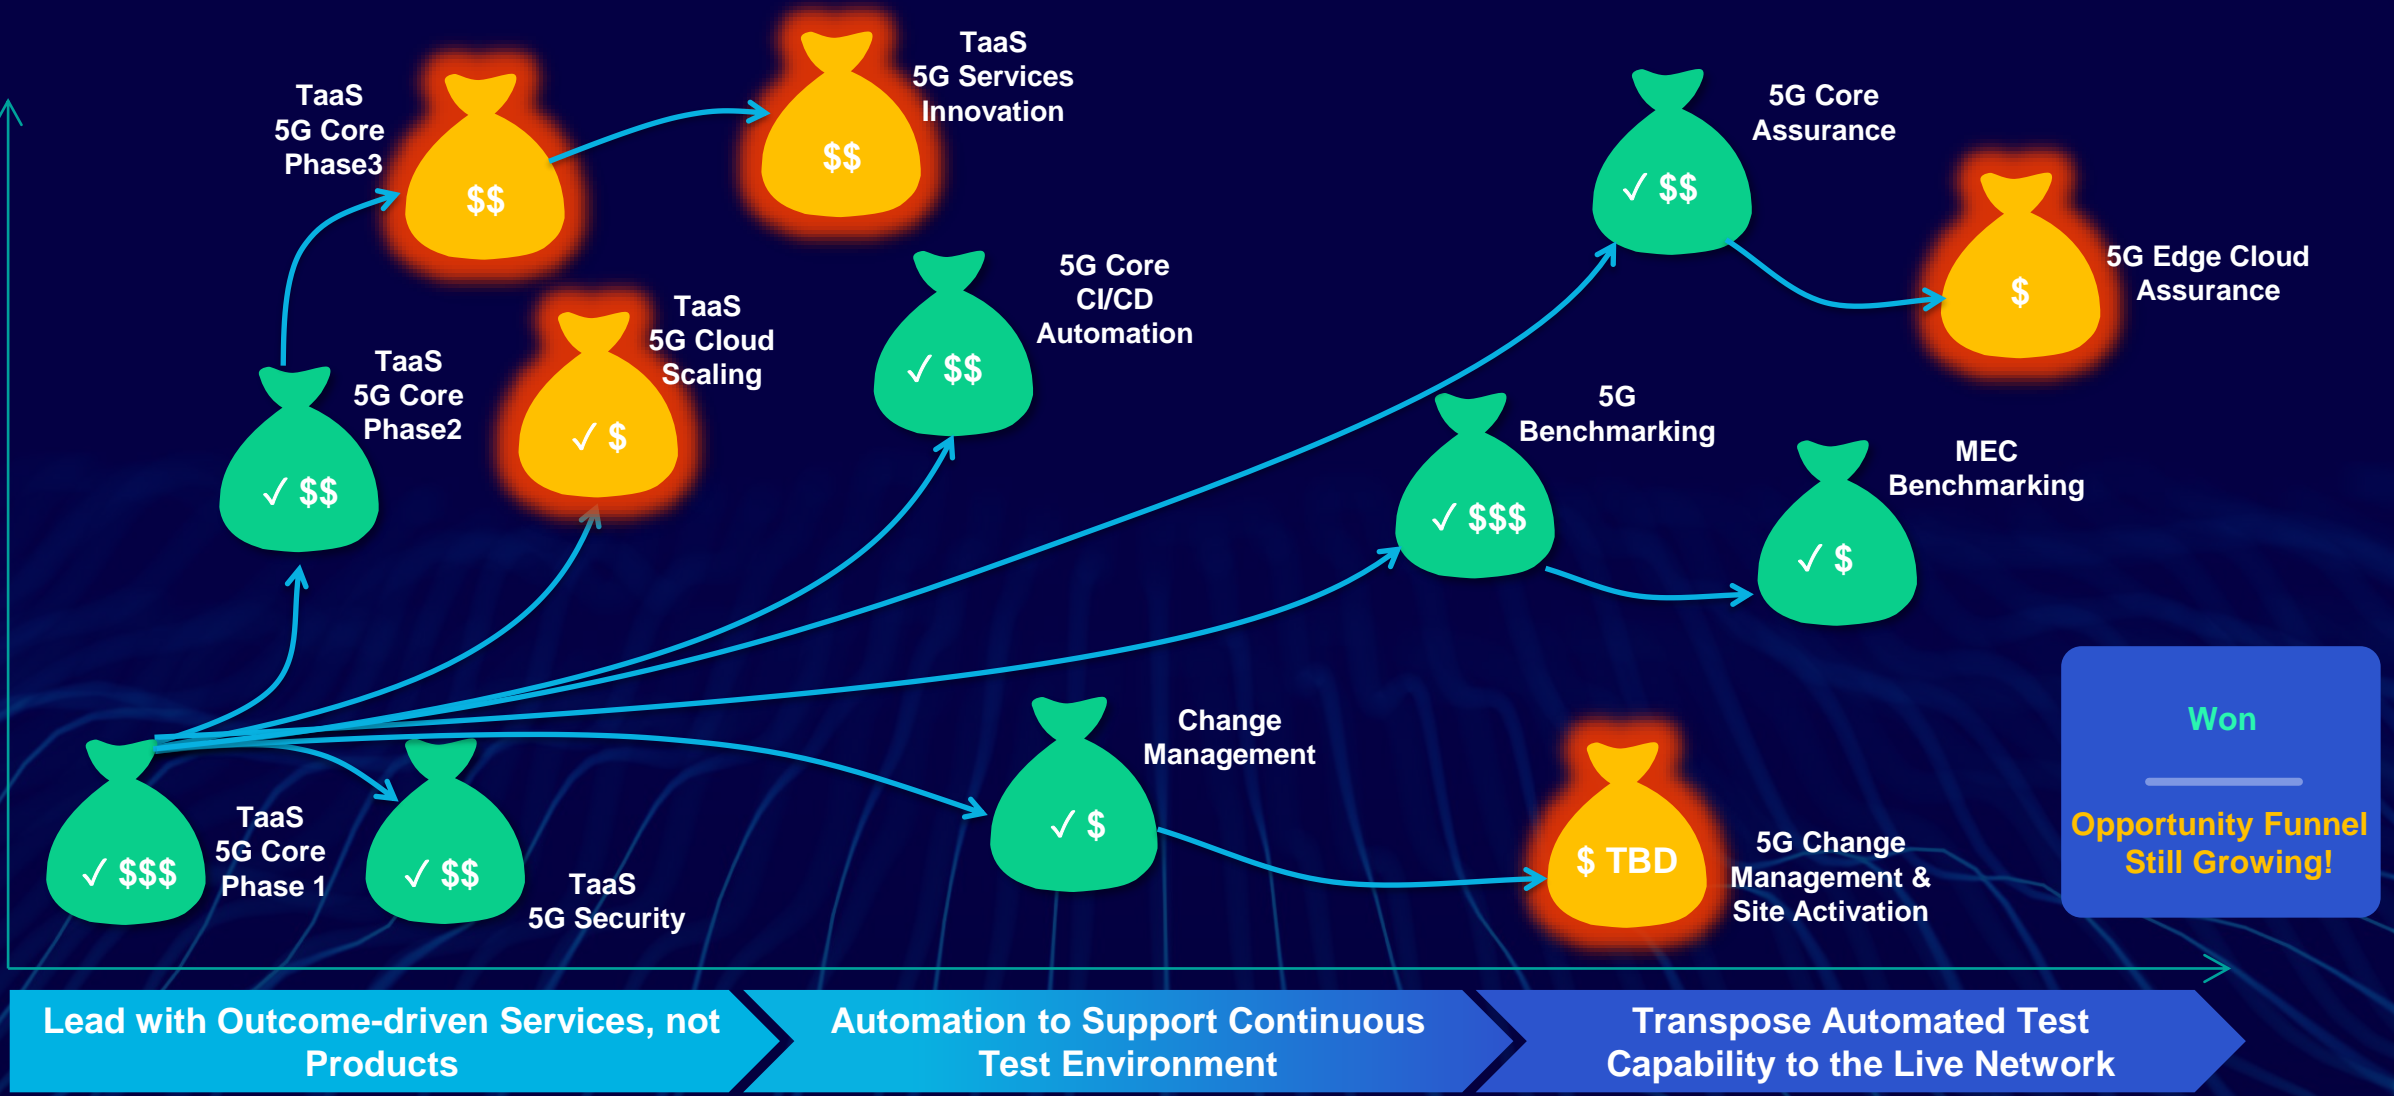 TaaS
5G Services
Innovation
$$
TaaS
5G Core
Phase3
$$
5G Core
Assurance
✓ $$
5G Edge Cloud
Assurance
$
5G Core
CI/CD
Automation
✓ $$
TaaS
5G Cloud
Scaling
✓ $
TaaS
5G Core
Phase2
✓ $$
5G
Benchmarking
✓ $$$
MEC
Benchmarking
✓ $
Change
Management
✓ $
TaaS
5G Core
Phase 1
✓ $$$
✓ $$
TaaS
5G Security
$ TBD
5G Change
Management &
Site Activation
Won
Opportunity Funnel
Still Growing!
Lead with Outcome-driven Services, not
Products
Automation to Support Continuous
Test Environment
Transpose Automated Test
Capability to the Live Network